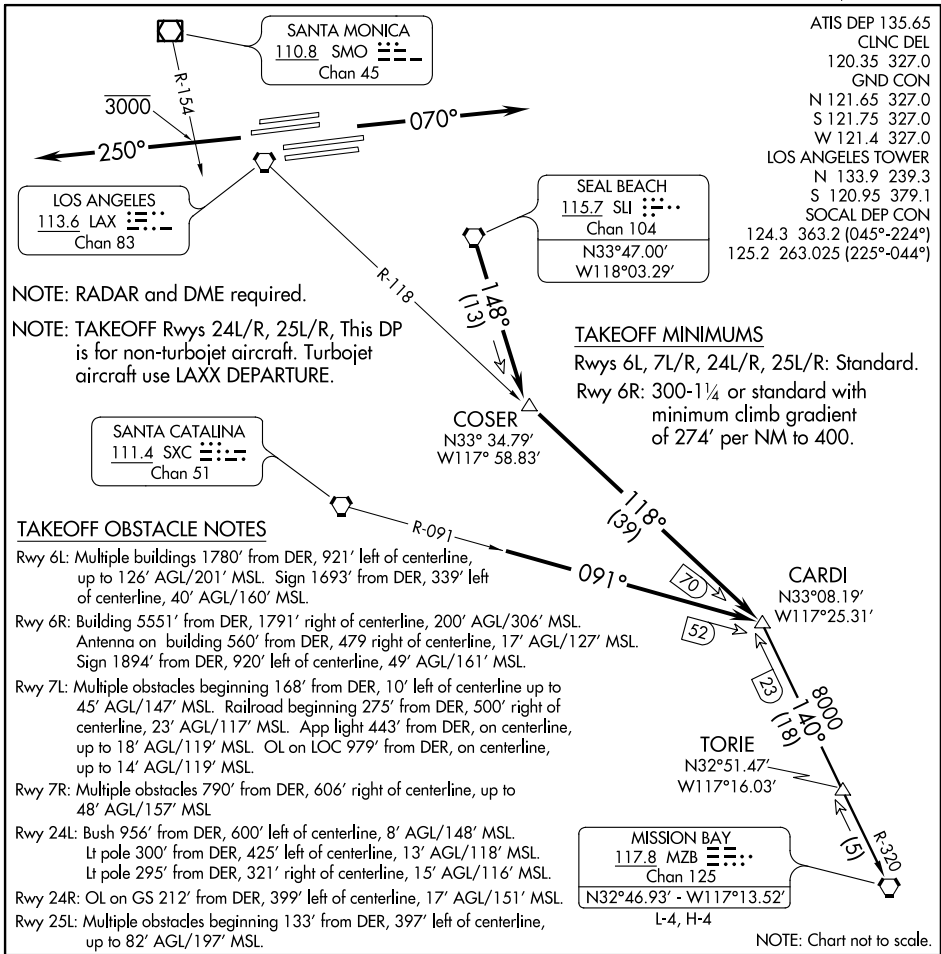 ATIS DEP 135.65
CLNC DEL
120.35 327.0
GND CON
N 121.65 327.0
S 121.75 327.0
W 121.4 327.0
LOS ANGELES TOWER
N 133.9 239.3
S 120.95 379.1
SOCAL DEP CON
124.3 363.2 (045°-224°)
125.2 263.025 (225°-044°)
SANTA MONICA
110.8 SMO
Chan 45
R-154
3000
250°
070°
LOS ANGELES
113.6 LAX
Chan 83
SEAL BEACH
115.7 SLI
Chan 104
N33°47.00'
W118°03.29'
R-118
148°
(13)
NOTE: RADAR and DME required.
NOTE: TAKEOFF Rwys 24L/R, 25L/R, This DP
is for non-turbojet aircraft. Turbojet
aircraft use LAXX DEPARTURE.
TAKEOFF MINIMUMS
Rwys 6L, 7L/R, 24L/R, 25L/R: Standard.
Rwy 6R: 300-1¼ or standard with
minimum climb gradient
of 274' per NM to 400.
COSER
N33° 34.79'
W117° 58.83'
SANTA CATALINA
111.4 SXC
Chan 51
R-091
091°
118°
(39)
70
52
23
CARDI
N33°08.19'
W117°25.31'
8000
140°
(18)
TORIE
N32°51.47'
W117°16.03'
(5)
R-320
MISSION BAY
117.8 MZB
Chan 125
N32°46.93' - W117°13.52'
L-4, H-4
TAKEOFF OBSTACLE NOTES
Rwy 6L: Multiple buildings 1780' from DER, 921' left of centerline,
up to 126' AGL/201' MSL. Sign 1693' from DER, 339' left
of centerline, 40' AGL/160' MSL.
Rwy 6R: Building 5551' from DER, 1791' right of centerline, 200' AGL/306' MSL.
Antenna on building 560' from DER, 479 right of centerline, 17' AGL/127' MSL.
Sign 1894' from DER, 920' left of centerline, 49' AGL/161' MSL.
Rwy 7L: Multiple obstacles beginning 168' from DER, 10' left of centerline up to
45' AGL/147' MSL. Railroad beginning 275' from DER, 500' right of
centerline, 23' AGL/117' MSL. App light 443' from DER, on centerline,
up to 18' AGL/119' MSL. OL on LOC 979' from DER, on centerline,
up to 14' AGL/119' MSL.
Rwy 7R: Multiple obstacles 790' from DER, 606' right of centerline, up to
48' AGL/157' MSL
Rwy 24L: Bush 956' from DER, 600' left of centerline, 8' AGL/148' MSL.
Lt pole 300' from DER, 425' left of centerline, 13' AGL/118' MSL.
Lt pole 295' from DER, 321' right of centerline, 15' AGL/116' MSL.
Rwy 24R: OL on GS 212' from DER, 399' left of centerline, 17' AGL/151' MSL.
Rwy 25L: Multiple obstacles beginning 133' from DER, 397' left of centerline,
up to 82' AGL/197' MSL.
NOTE: Chart not to scale.